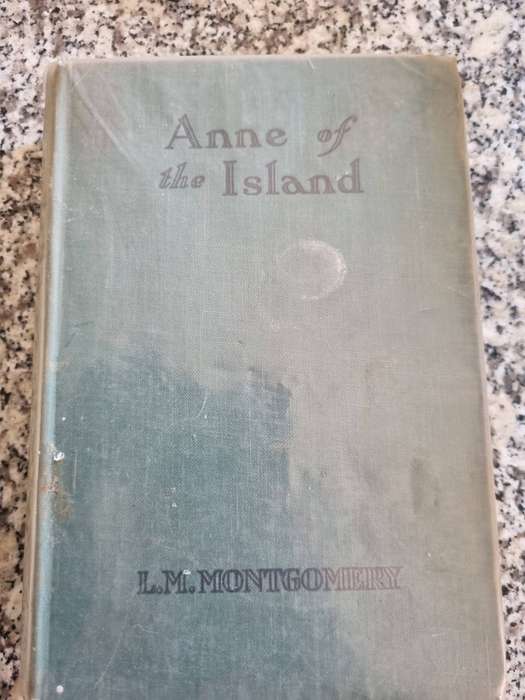 Anne of
the Island
L.M. MONTGOMERY